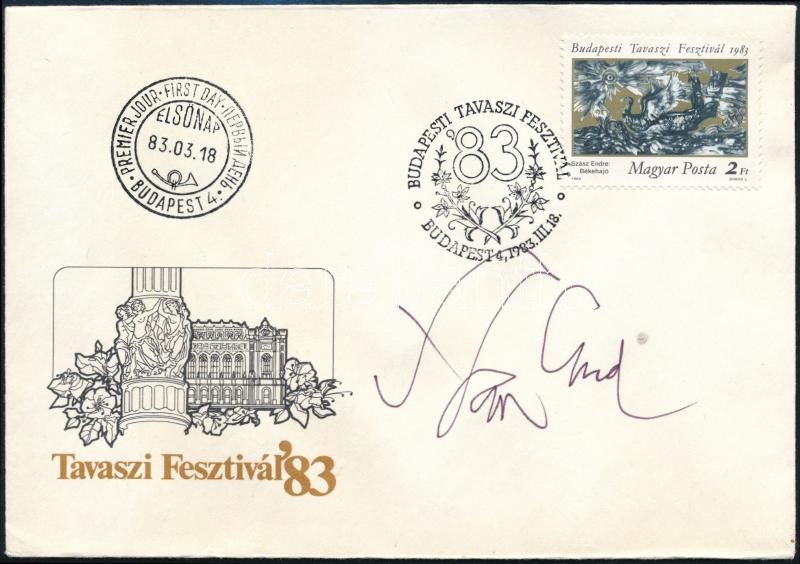 Budapesti Tavaszi Fesztivál 1983
Szász Endre:
Békehajó
Magyar Posta 2 Ft
1983
PREMIER JOUR · FIRST DAY · ПЕРВЫЙ ДЕНЬ
ELSŐNAP
83.03.18
BUDAPEST 4.
BUDAPESTI TAVASZI FESZTIVÁL
'83
BUDAPEST 4, 1983.III.18.
Tavaszi Fesztivál '83